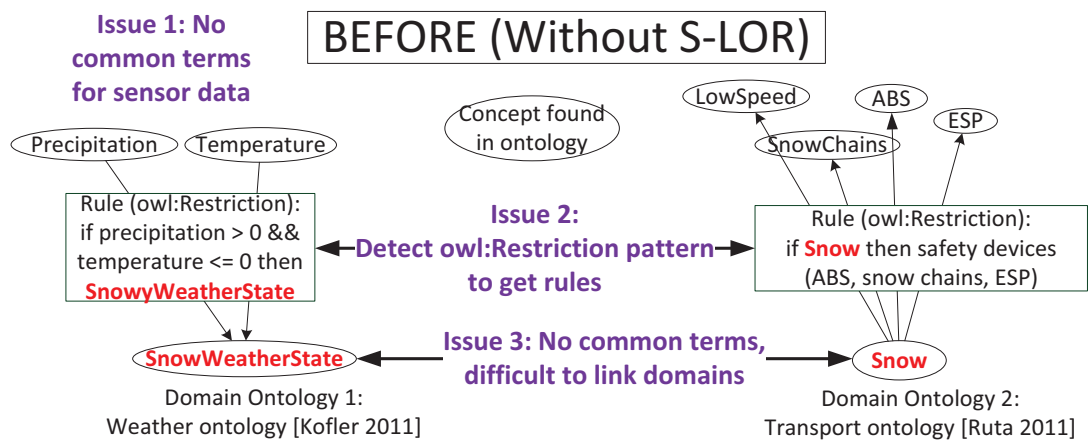 BEFORE (Without S-LOR)
Issue 1: No
common terms
for sensor data
Precipitation
Temperature
Concept found
in ontology
LowSpeed
ABS
ESP
SnowChains
Rule (owl:Restriction):
if precipitation > 0 &&
temperature <= 0 then
SnowyWeatherState
Issue 2:
Detect owl:Restriction pattern
to get rules
Rule (owl:Restriction):
if Snow then safety devices
(ABS, snow chains, ESP)
SnowWeatherState
Issue 3: No common terms,
difficult to link domains
Snow
Domain Ontology 1:
Weather ontology [Kofler 2011]
Domain Ontology 2:
Transport ontology [Ruta 2011]